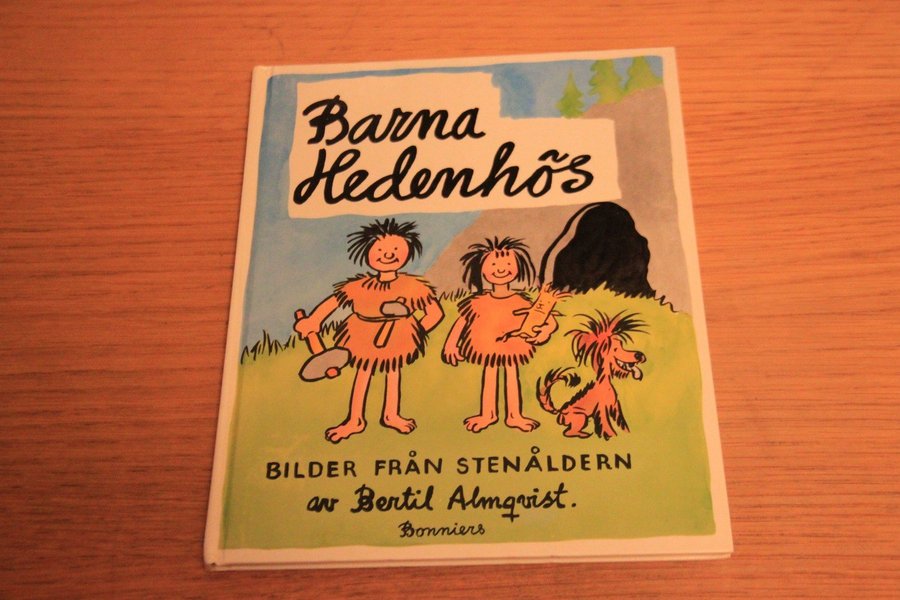 Barna
Hedenhös
BILDER FRÅN STENÅLDERN
av Bertil Almqvist.
Bonniers